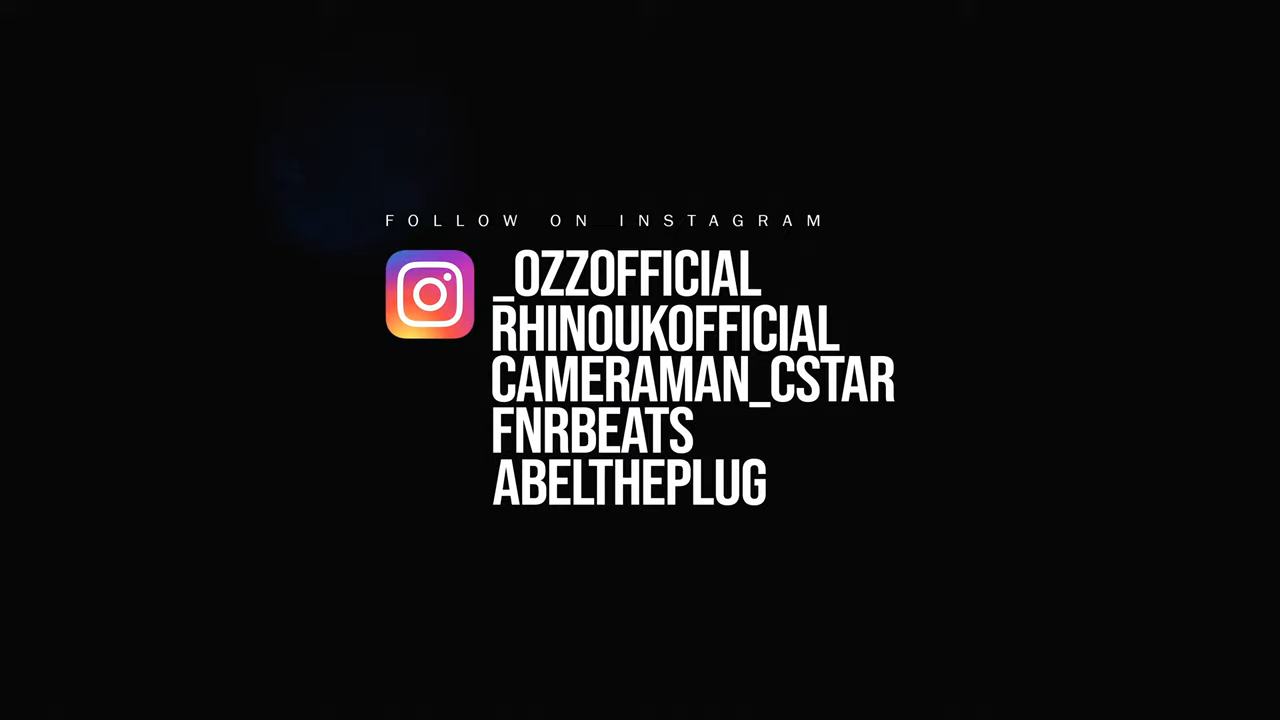 FOLLOW ON INSTAGRAM
_OZZOFFICIAL
RHINOUKOFFICIAL
CAMERAMAN_CSTAR
FNRBEATS
ABELTHEPLUG